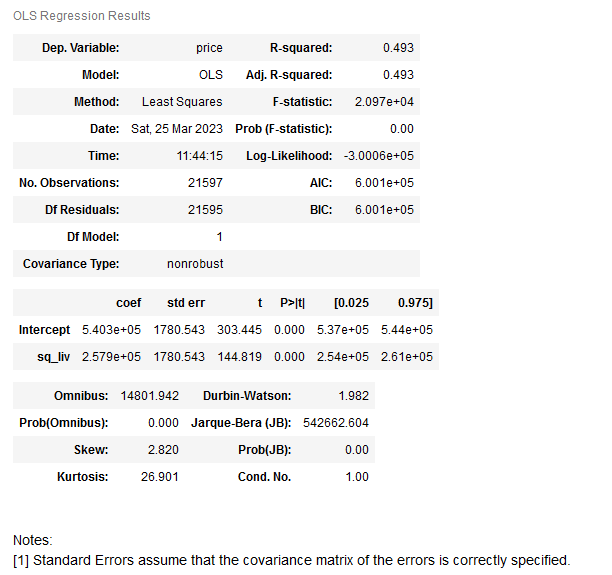 OLS Regression Results
Dep. Variable: price R-squared: 0.493
Model: OLS Adj. R-squared: 0.493
Method: Least Squares F-statistic: 2.097e+04
Date: Sat, 25 Mar 2023 Prob (F-statistic): 0.00
Time: 11:44:15 Log-Likelihood: -3.0006e+05
No. Observations: 21597 AIC: 6.001e+05
Df Residuals: 21595 BIC: 6.001e+05
Df Model: 1
Covariance Type: nonrobust
coef std err t P>|t| [0.025 0.975]
Intercept 5.403e+05 1780.543 303.445 0.000 5.37e+05 5.44e+05
sq_liv 2.579e+05 1780.543 144.819 0.000 2.54e+05 2.61e+05
Omnibus: 14801.942 Durbin-Watson: 1.982
Prob(Omnibus): 0.000 Jarque-Bera (JB): 542662.604
Skew: 2.820 Prob(JB): 0.00
Kurtosis: 26.901 Cond. No. 1.00
Notes:
[1] Standard Errors assume that the covariance matrix of the errors is correctly specified.